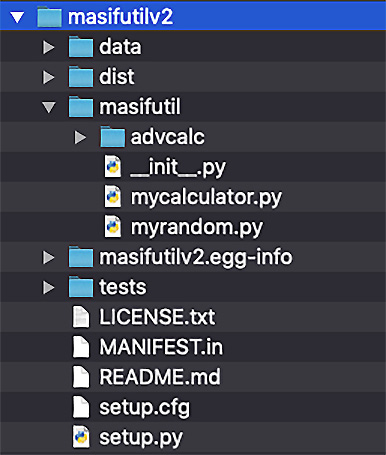 masifutilv2
data
dist
masifutil
advcalc
__init__.py
mycalculator.py
myrandom.py
masifutilv2.egg-info
tests
LICENSE.txt
MANIFEST.in
README.md
setup.cfg
setup.py